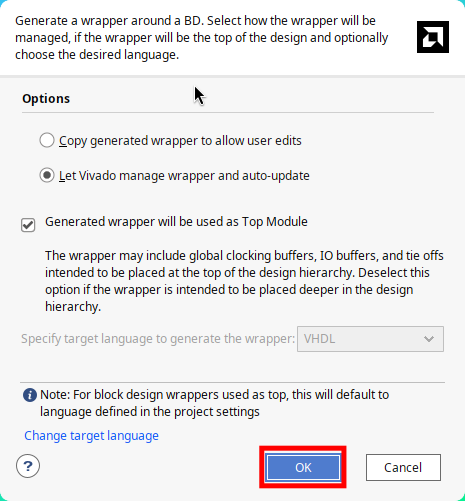 Generate a wrapper around a BD. Select how the wrapper will be
managed, if the wrapper will be the top of the design and optionally
choose the desired language.
Options
Copy generated wrapper to allow user edits
Let Vivado manage wrapper and auto-update
Generated wrapper will be used as Top Module
The wrapper may include global clocking buffers, IO buffers, and tie offs
intended to be placed at the top of the design hierarchy. Deselect this
option if the wrapper is intended to be placed deeper in the design
hierarchy.
Specify target language to generate the wrapper: VHDL
Note: For block design wrappers used as top, this will default to
language defined in the project settings
Change target language
? OK Cancel